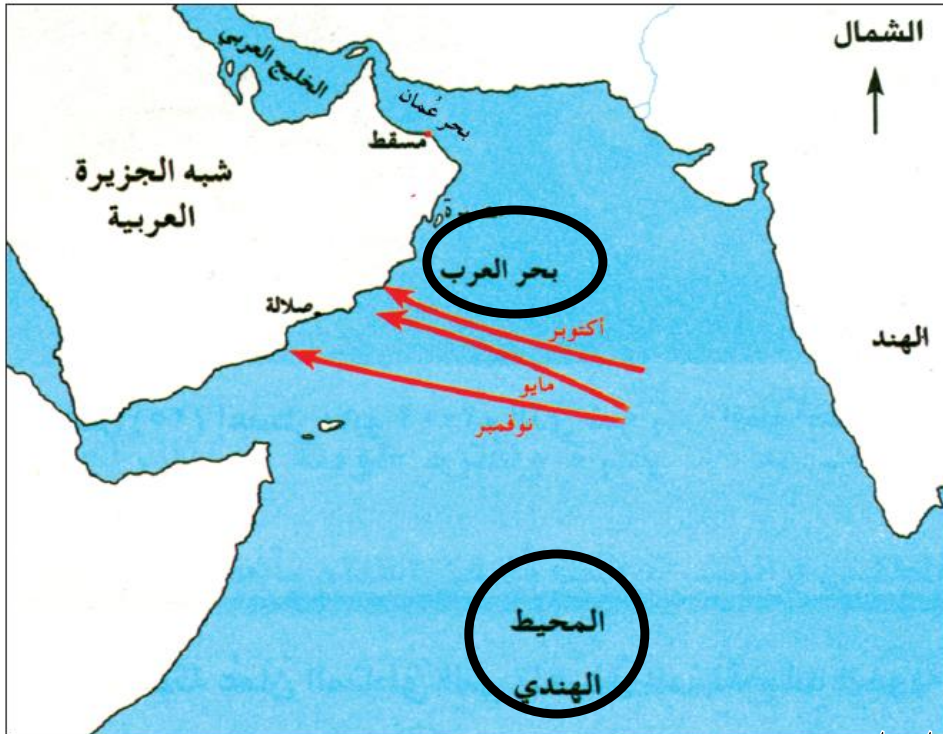 الشمال
الخليج العربي
بحر عُمان
مسقط
شبه الجزيرة
العربية
بحر العرب
صلالة
أكتوبر
الهند
مايو
نوفمبر
المحيط
الهندي